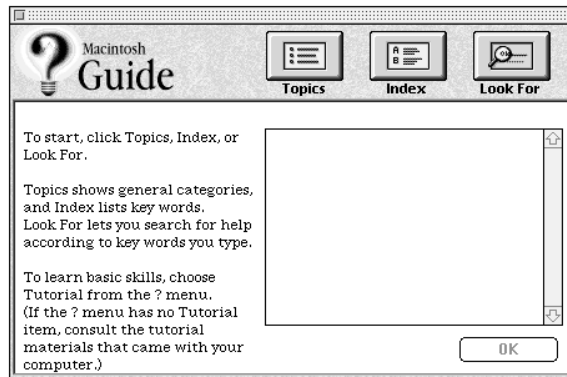 Macintosh
Guide
Topics
Index
Look For
To start, click Topics, Index, or
Look For.
Topics shows general categories,
and Index lists key words.
Look For lets you search for help
according to key words you type.
To learn basic skills, choose
Tutorial from the ? menu.
(If the ? menu has no Tutorial
item, consult the tutorial
materials that came with your
computer.)
OK